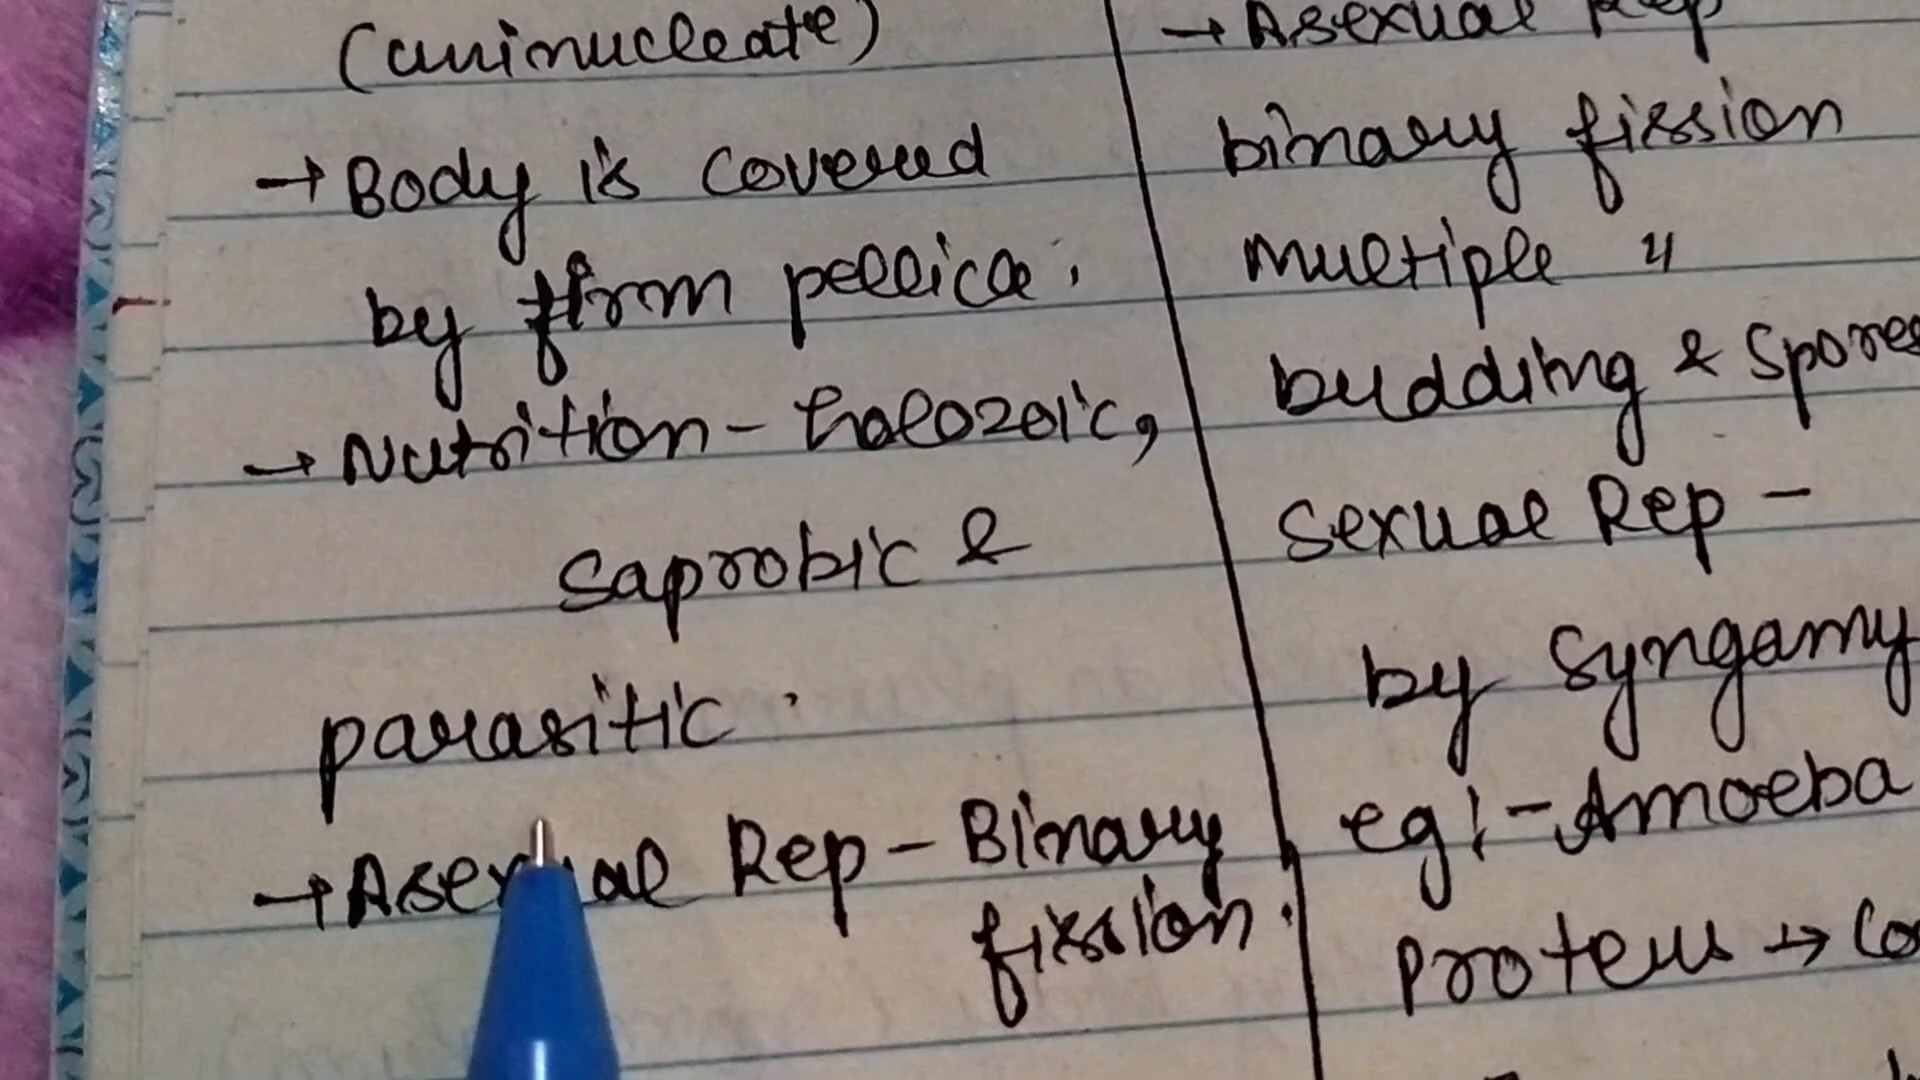 (uninucleate)
→ Body is covered
by firm pellicle.
→ Nutrition - holozoic,
saprobic &
parasitic.
→ Asexual Rep - Binary
fission.
→ Asexual Rep
binary fission
multiple "
budding & Spores
Sexual Rep -
by Syngamy
eg:- Amoeba
Proteus →